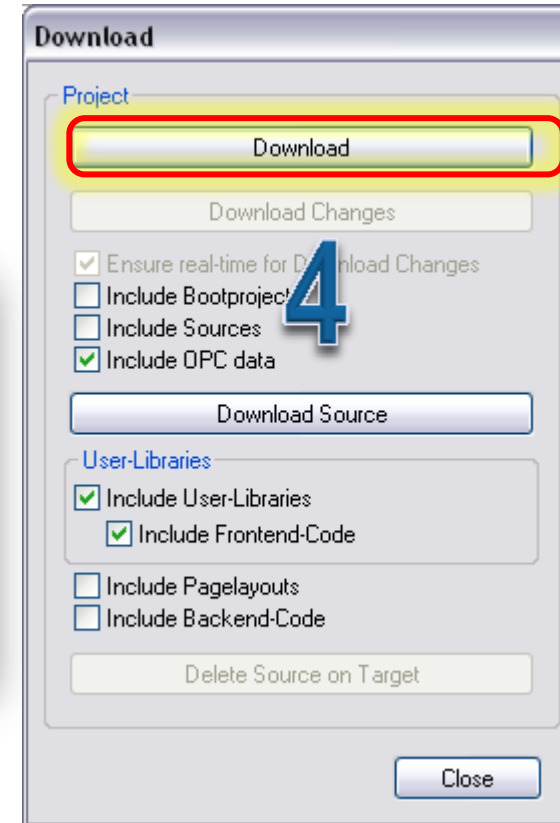 Download
Project
Download
Download Changes
Ensure real-time for Download Changes
Include Bootproject
4
Include Sources
Include OPC data
Download Source
User-Libraries
Include User-Libraries
Include Frontend-Code
Include Pagelayouts
Include Backend-Code
Delete Source on Target
Close